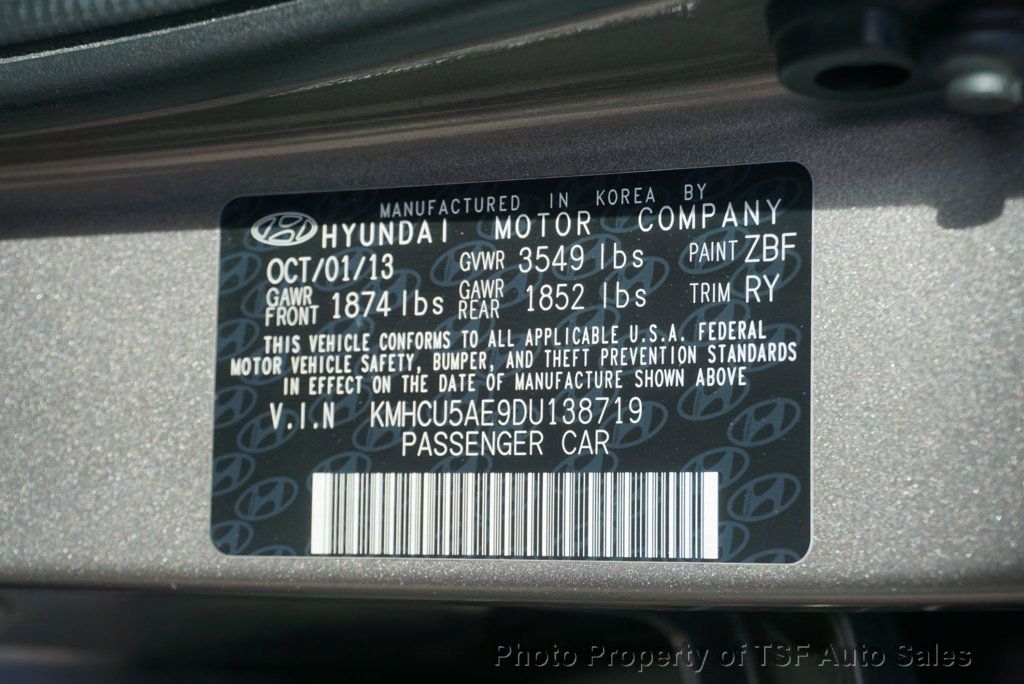 MANUFACTURED IN KOREA BY
HYUNDAI MOTOR COMPANY
OCT/01/13 GVWR 3549 lbs PAINT ZBF
GAWR FRONT 1874 lbs GAWR REAR 1852 lbs TRIM RY
THIS VEHICLE CONFORMS TO ALL APPLICABLE U.S.A. FEDERAL
MOTOR VEHICLE SAFETY, BUMPER, AND THEFT PREVENTION STANDARDS
IN EFFECT ON THE DATE OF MANUFACTURE SHOWN ABOVE
V.I.N KMHCU5AE9DU138719
PASSENGER CAR
Photo Property of TSF Auto Sales